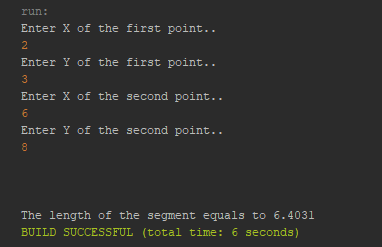 run:
Enter X of the first point..
2
Enter Y of the first point..
3
Enter X of the second point..
6
Enter Y of the second point..
8
The length of the segment equals to 6.4031
BUILD SUCCESSFUL (total time: 6 seconds)